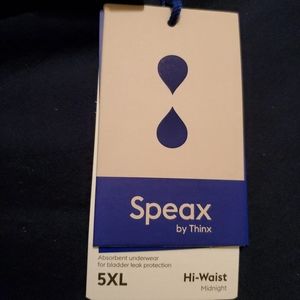 Speax
by Thinx
Absorbent underwear
for bladder leak protection
5XL
Hi-Waist
Midnight